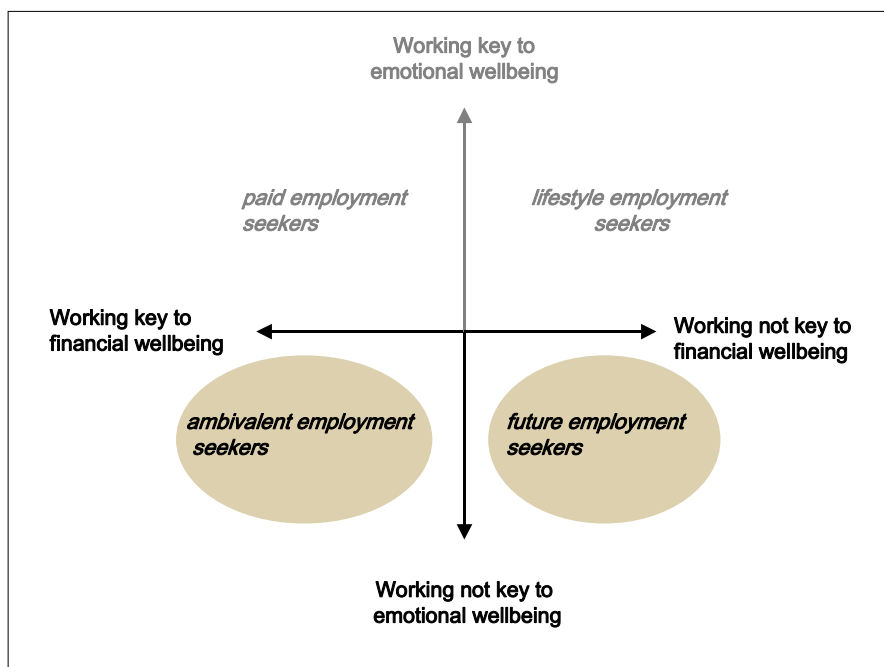 Working key to
emotional wellbeing
paid employment
seekers
lifestyle employment
seekers
Working key to
financial wellbeing
Working not key to
financial wellbeing
ambivalent employment
seekers
future employment
seekers
Working not key to
emotional wellbeing